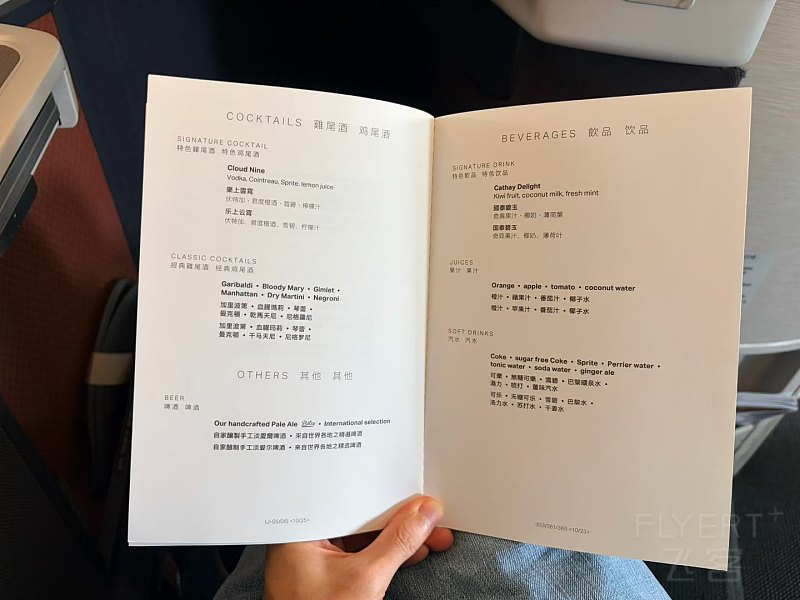 COCKTAILS 雞尾酒 鸡尾酒
SIGNATURE COCKTAIL
特色雞尾酒 特色鸡尾酒
Cloud Nine
Vodka, Cointreau, Sprite, lemon juice
樂上雲霄
伏特加、君度橙酒、雪碧、檸檬汁
乐上云霄
伏特加、君度橙酒、雪碧、柠檬汁
CLASSIC COCKTAILS
經典雞尾酒 经典鸡尾酒
Garibaldi • Bloody Mary • Gimlet •
Manhattan • Dry Martini • Negroni
加里波第 • 血腥瑪莉 • 琴蕾 •
曼克頓 • 乾馬天尼 • 尼格羅尼
加里波第 • 血腥玛莉 • 琴蕾 •
曼克顿 • 干马天尼 • 尼格罗尼
OTHERS 其他 其他
BEER
啤酒 啤酒
Our handcrafted Pale Ale Betsy • International selection
自家釀製手工淡愛爾啤酒 • 來自世界各地之精選啤酒
自家酿制手工淡爱尔啤酒 • 来自世界各地之精选啤酒
(J-05/06) <10/25>
BEVERAGES 飲品 饮品
SIGNATURE DRINK
特色飲品 特色饮品
Cathay Delight
Kiwi fruit, coconut milk, fresh mint
國泰碧玉
奇異果汁、椰奶、薄荷葉
国泰碧玉
奇异果汁、椰奶、薄荷叶
JUICES
果汁 果汁
Orange • apple • tomato • coconut water
橙汁 • 蘋果汁 • 番茄汁 • 椰子水
橙汁 • 苹果汁 • 番茄汁 • 椰子水
SOFT DRINKS
汽水 汽水
Coke • sugar free Coke • Sprite • Perrier water •
tonic water • soda water • ginger ale
可樂 • 無糖可樂 • 雪碧 • 巴黎礦泉水 •
湯力 • 梳打 • 薑味汽水
可乐 • 无糖可乐 • 雪碧 • 巴黎水 •
汤力水 • 苏打水 • 干姜水
303/361/365 <10/25>
FLYERT+
飞客